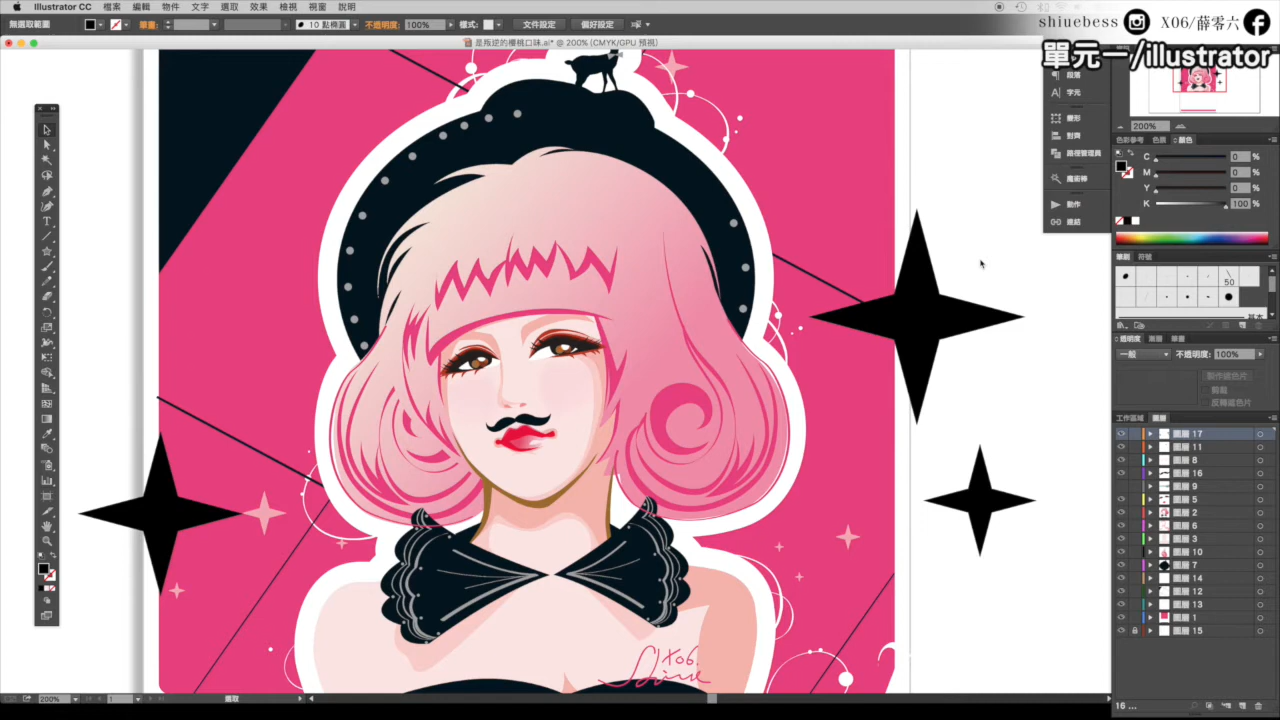 Illustrator CC 檔案 編輯 物件 文字 選取 效果 檢視 視窗 說明
無選取範圍 筆畫: 10 點橢圓 不透明度: 100% 樣式: 文件設定 偏好設定
shiuebess X06/薛零六
是叛逆的櫻桃口味.ai* @ 200% (CMYK/GPU 預視)
單元一/illustrator
段落
字元
變形
對齊
路徑管理員
魔術棒
動作
連結
200%
色彩參考 色票 顏色
C 0 %
M 0 %
Y 0 %
K 100 %
筆刷 符號
50
基本
透明度 漸層 筆畫
一般 不透明度: 100%
製作遮色片
剪裁
反轉遮色片
工作區域 圖層
圖層 17
圖層 11
圖層 8
圖層 16
圖層 9
圖層 5
圖層 2
圖層 6
圖層 3
圖層 10
圖層 7
圖層 14
圖層 12
圖層 13
圖層 1
圖層 15
16 ...
X06.
200% 1 選取